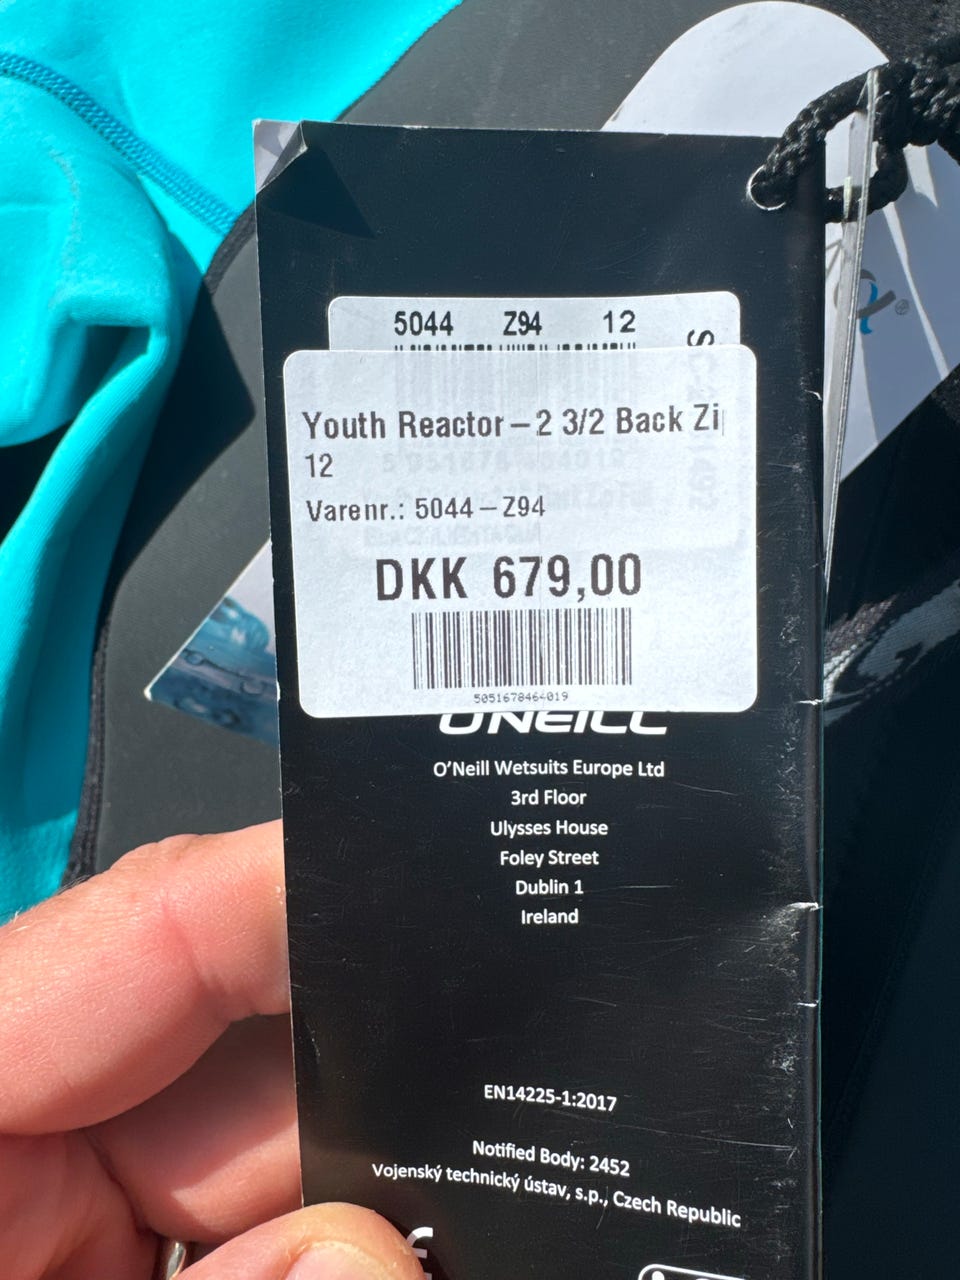 5044 Z94 12
Youth Reactor-2 3/2 Back Zi
12
Varenr.: 5044-Z94
DKK 679,00
5051678464019
O'NEILL
O'Neill Wetsuits Europe Ltd
3rd Floor
Ulysses House
Foley Street
Dublin 1
Ireland
EN14225-1:2017
Notified Body: 2452
Vojenský technický ústav, s.p., Czech Republic